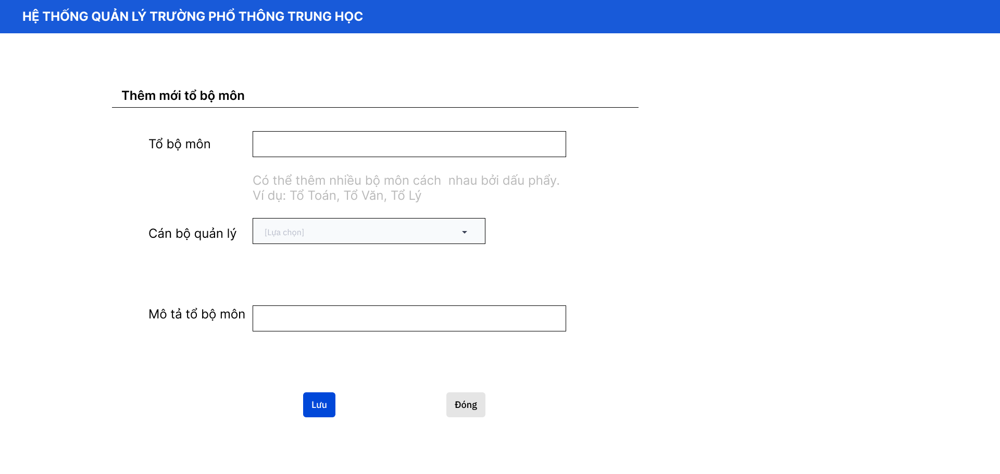 HỆ THỐNG QUẢN LÝ TRƯỜNG PHỔ THÔNG TRUNG HỌC
Thêm mới tổ bộ môn
Tổ bộ môn
Có thể thêm nhiều bộ môn cách  nhau bởi dấu phẩy.
Ví dụ: Tổ Toán, Tổ Văn, Tổ Lý
Cán bộ quản lý
[Lựa chọn]
Mô tả tổ bộ môn
Lưu
Đóng